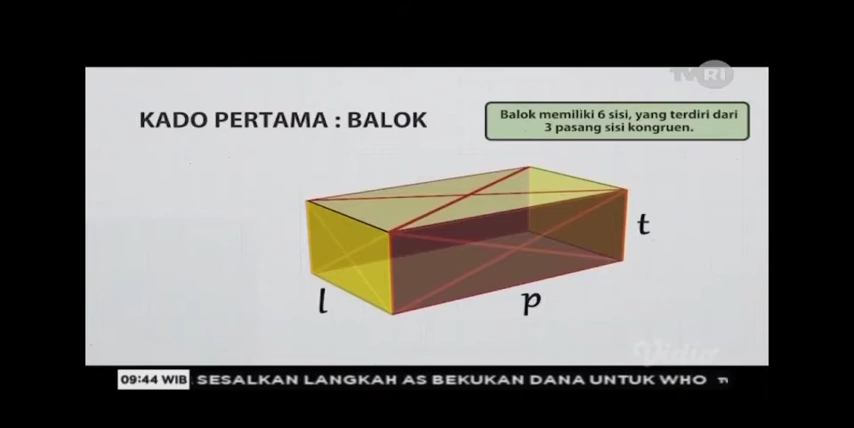 TVRI
KADO PERTAMA : BALOK
Balok memiliki 6 sisi, yang terdiri dari
3 pasang sisi kongruen.
t
l
p
Vidio
09:44 WIB SESALKAN LANGKAH AS BEKUKAN DANA UNTUK WHO